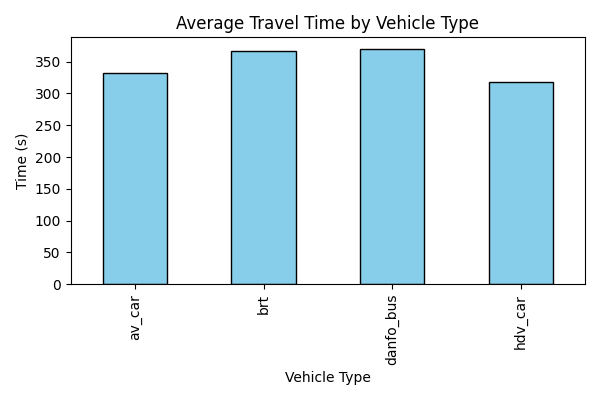 Average Travel Time by Vehicle Type
Time (s)
350
300
250
200
150
100
50
0
av_car
brt
danfo_bus
hdv_car
Vehicle Type